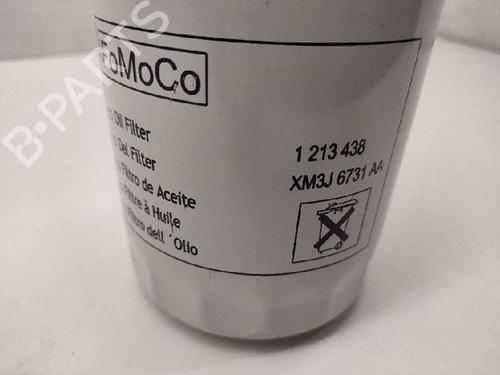 FoMoCo
Oil Filter
Öel Filter
Filtro de Aceite
Filtre à Huile
Filtro dell 'Olio
1 213 438
XM3J 6731 AA
B-PARTS